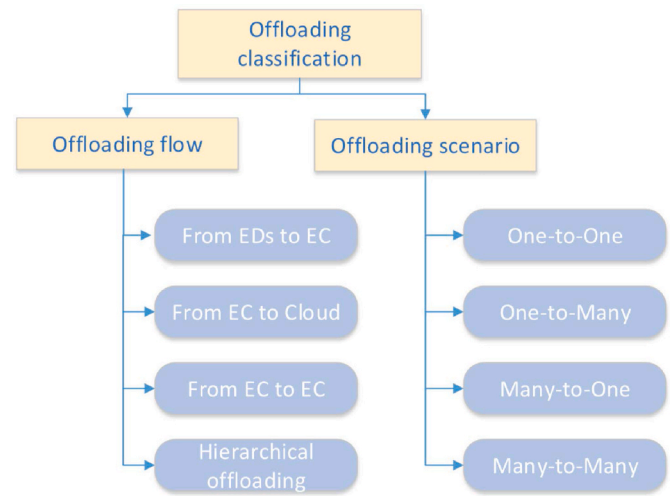 Offloading
classification
Offloading flow
Offloading scenario
From EDs to EC
One-to-One
From EC to Cloud
One-to-Many
From EC to EC
Many-to-One
Hierarchical
offloading
Many-to-Many